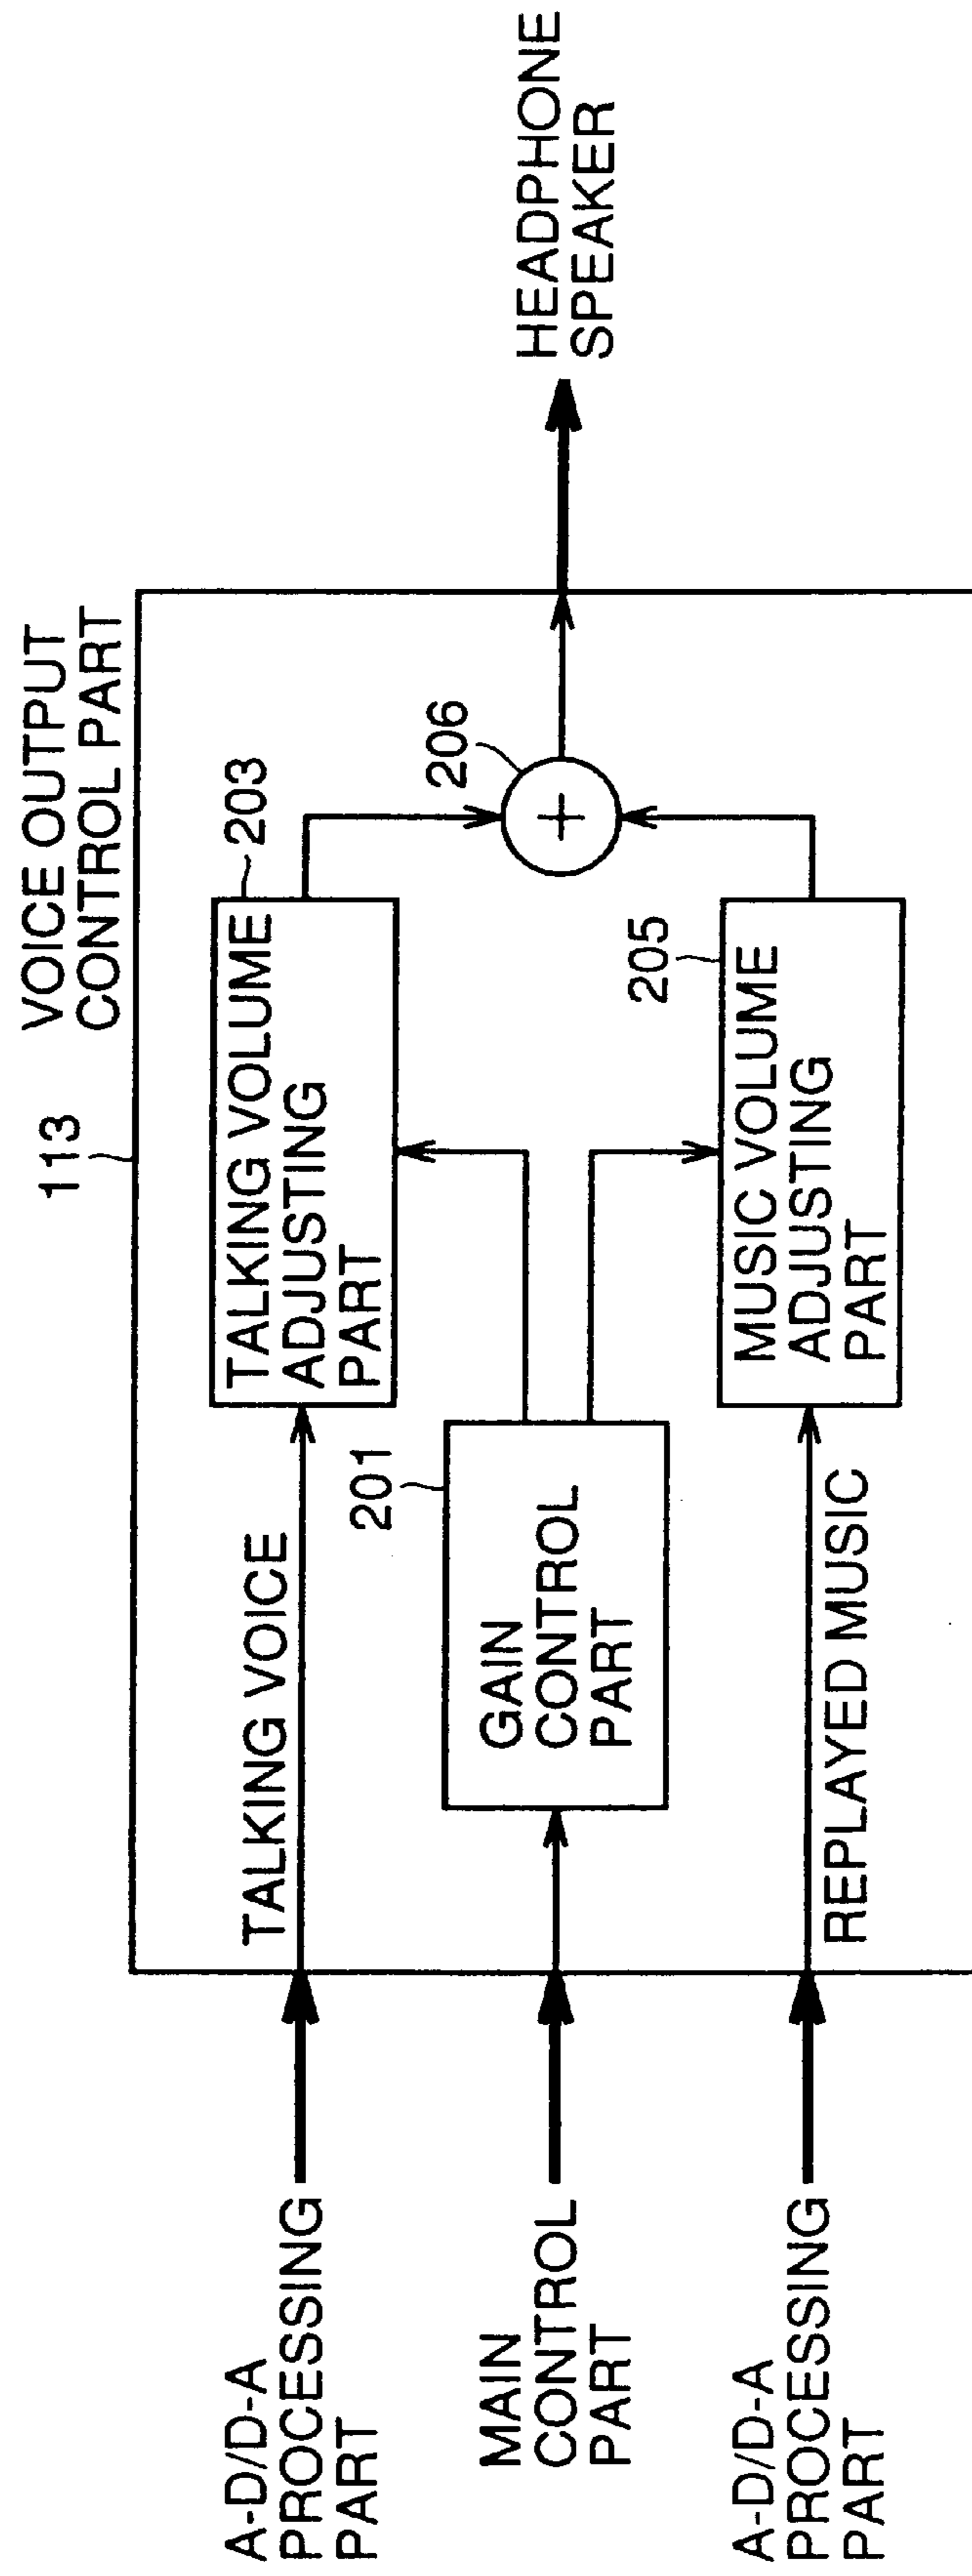 113
VOICE OUTPUT
CONTROL PART
A-D/D-A
PROCESSING
PART
TALKING VOICE
TALKING VOLUME
ADJUSTING
PART
203
MAIN
CONTROL
PART
201
GAIN
CONTROL
PART
206
+
HEADPHONE
SPEAKER
A-D/D-A
PROCESSING
PART
REPLAYED MUSIC
205
MUSIC VOLUME
ADJUSTING
PART